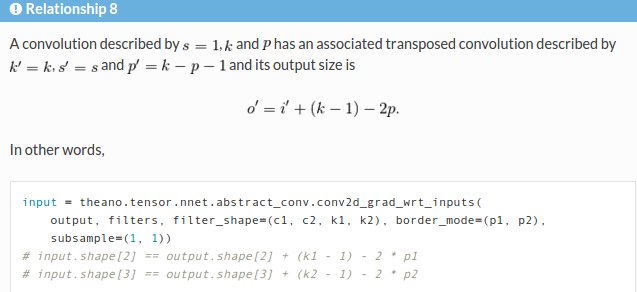 Relationship 8
A convolution described by s = 1, k and p has an associated transposed convolution described by
k′ = k, s′ = s and p′ = k − p − 1 and its output size is
o′ = i′ + (k − 1) − 2p.
In other words,
input = theano.tensor.nnet.abstract_conv.conv2d_grad_wrt_inputs(
    output, filters, filter_shape=(c1, c2, k1, k2), border_mode=(p1, p2),
    subsample=(1, 1))
# input.shape[2] == output.shape[2] + (k1 - 1) - 2 * p1
# input.shape[3] == output.shape[3] + (k2 - 1) - 2 * p2